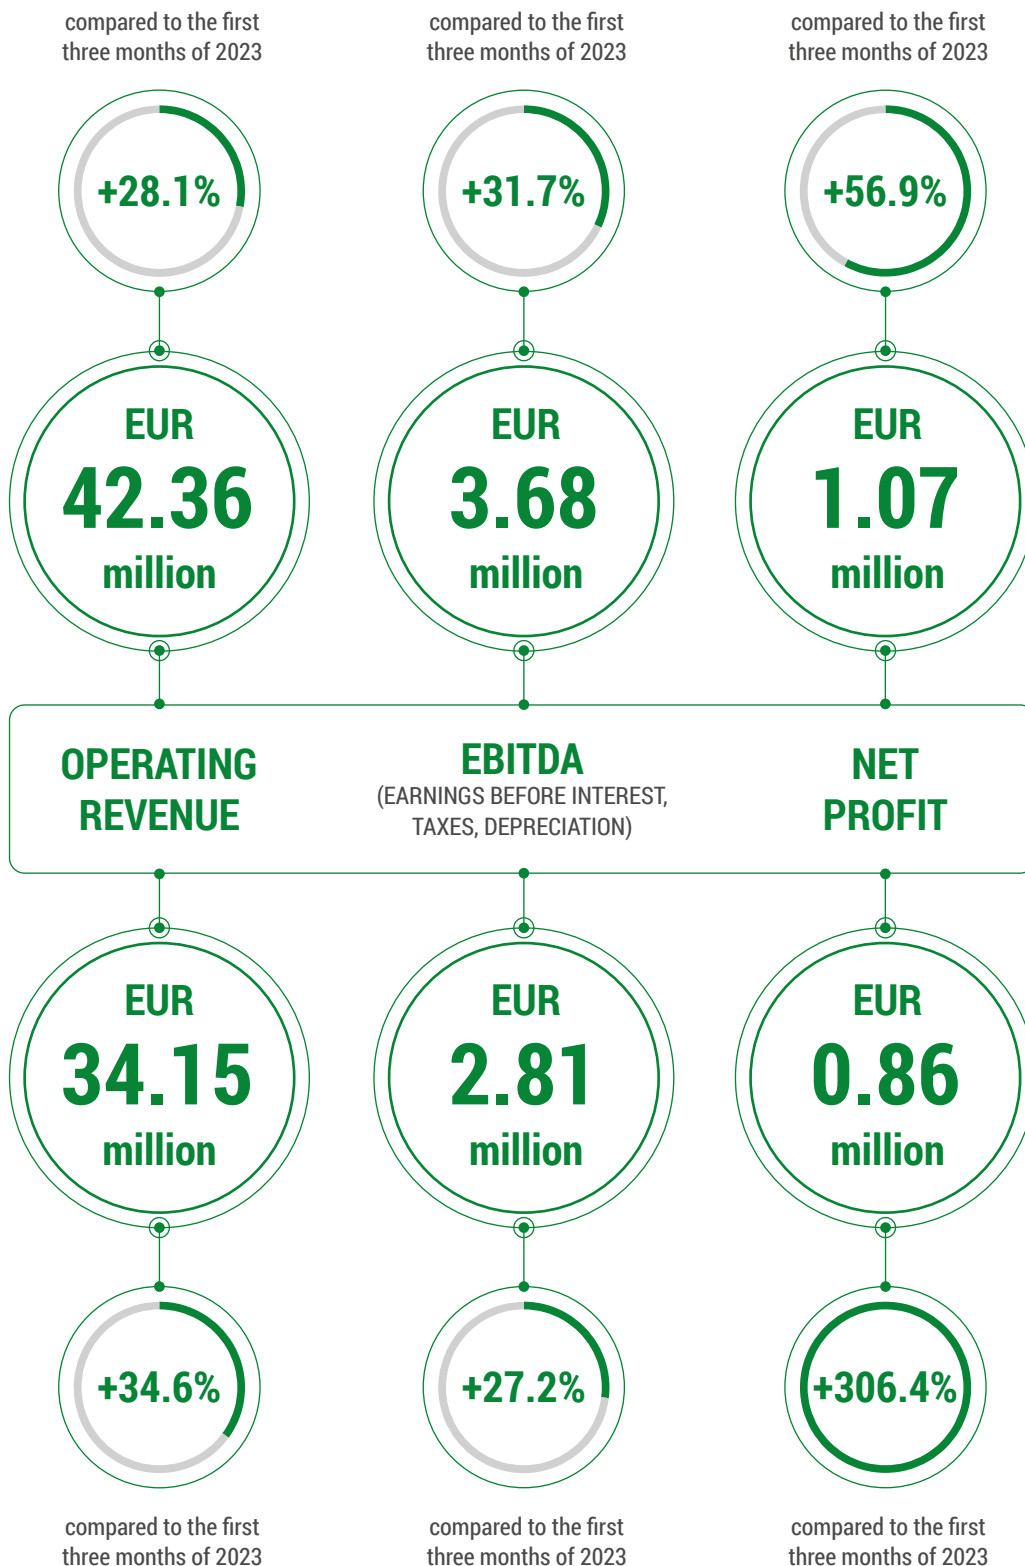 compared to the first
three months of 2023
compared to the first
three months of 2023
compared to the first
three months of 2023
+28.1%
+31.7%
+56.9%
EUR
42.36
million
EUR
3.68
million
EUR
1.07
million
OPERATING
REVENUE
EBITDA
(EARNINGS BEFORE INTEREST,
TAXES, DEPRECIATION)
NET
PROFIT
EUR
34.15
million
EUR
2.81
million
EUR
0.86
million
+34.6%
+27.2%
+306.4%
compared to the first
three months of 2023
compared to the first
three months of 2023
compared to the first
three months of 2023